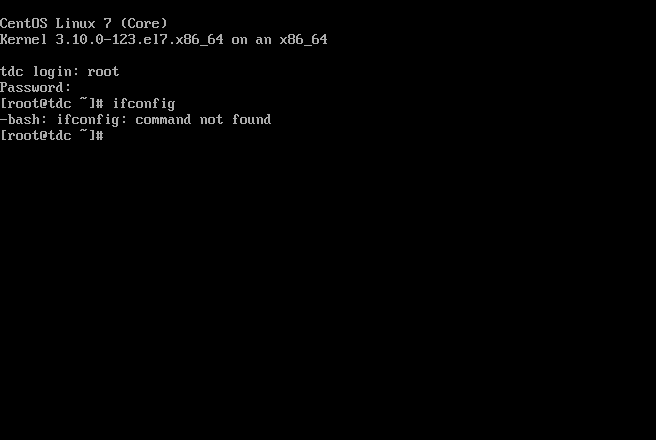 CentOS Linux 7 (Core)
Kernel 3.10.0-123.el7.x86_64 on an x86_64
tdc login: root
Password:
[root@tdc ~]# ifconfig
-bash: ifconfig: command not found
[root@tdc ~]#